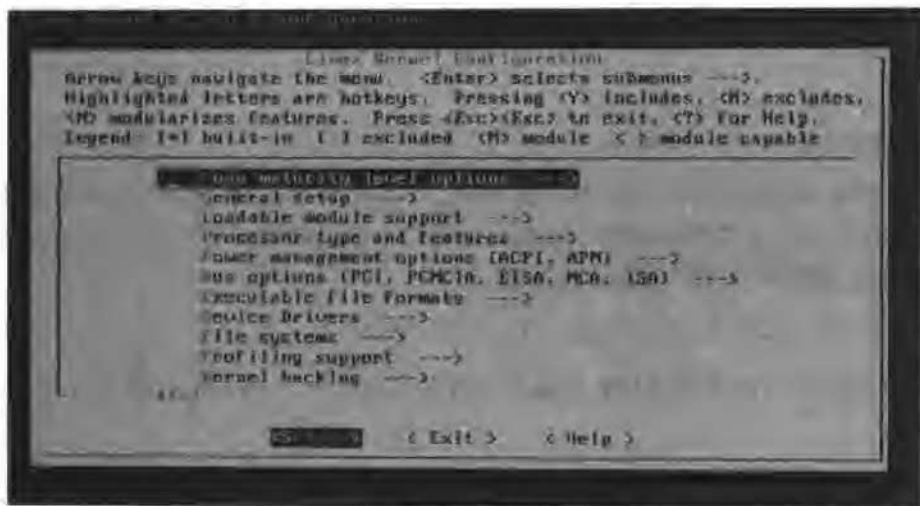 Linux Kernel Configuration
Arrow keys navigate the menu. <Enter> selects submenus --->.
Highlighted letters are hotkeys. Pressing <Y> includes, <N> excludes,
<M> modularizes features. Press <Esc><Esc> to exit, <?> for Help.
Legend: [*] built-in [ ] excluded <M> module < > module capable
Code maturity level options --->
General setup --->
Loadable module support --->
Processor type and features --->
Power management options (ACPI, APM) --->
Bus options (PCI, PCMCIA, EISA, MCA, ISA) --->
Executable file formats --->
Device Drivers --->
File systems --->
Profiling support --->
Kernel hacking --->
< Exit > < Help >